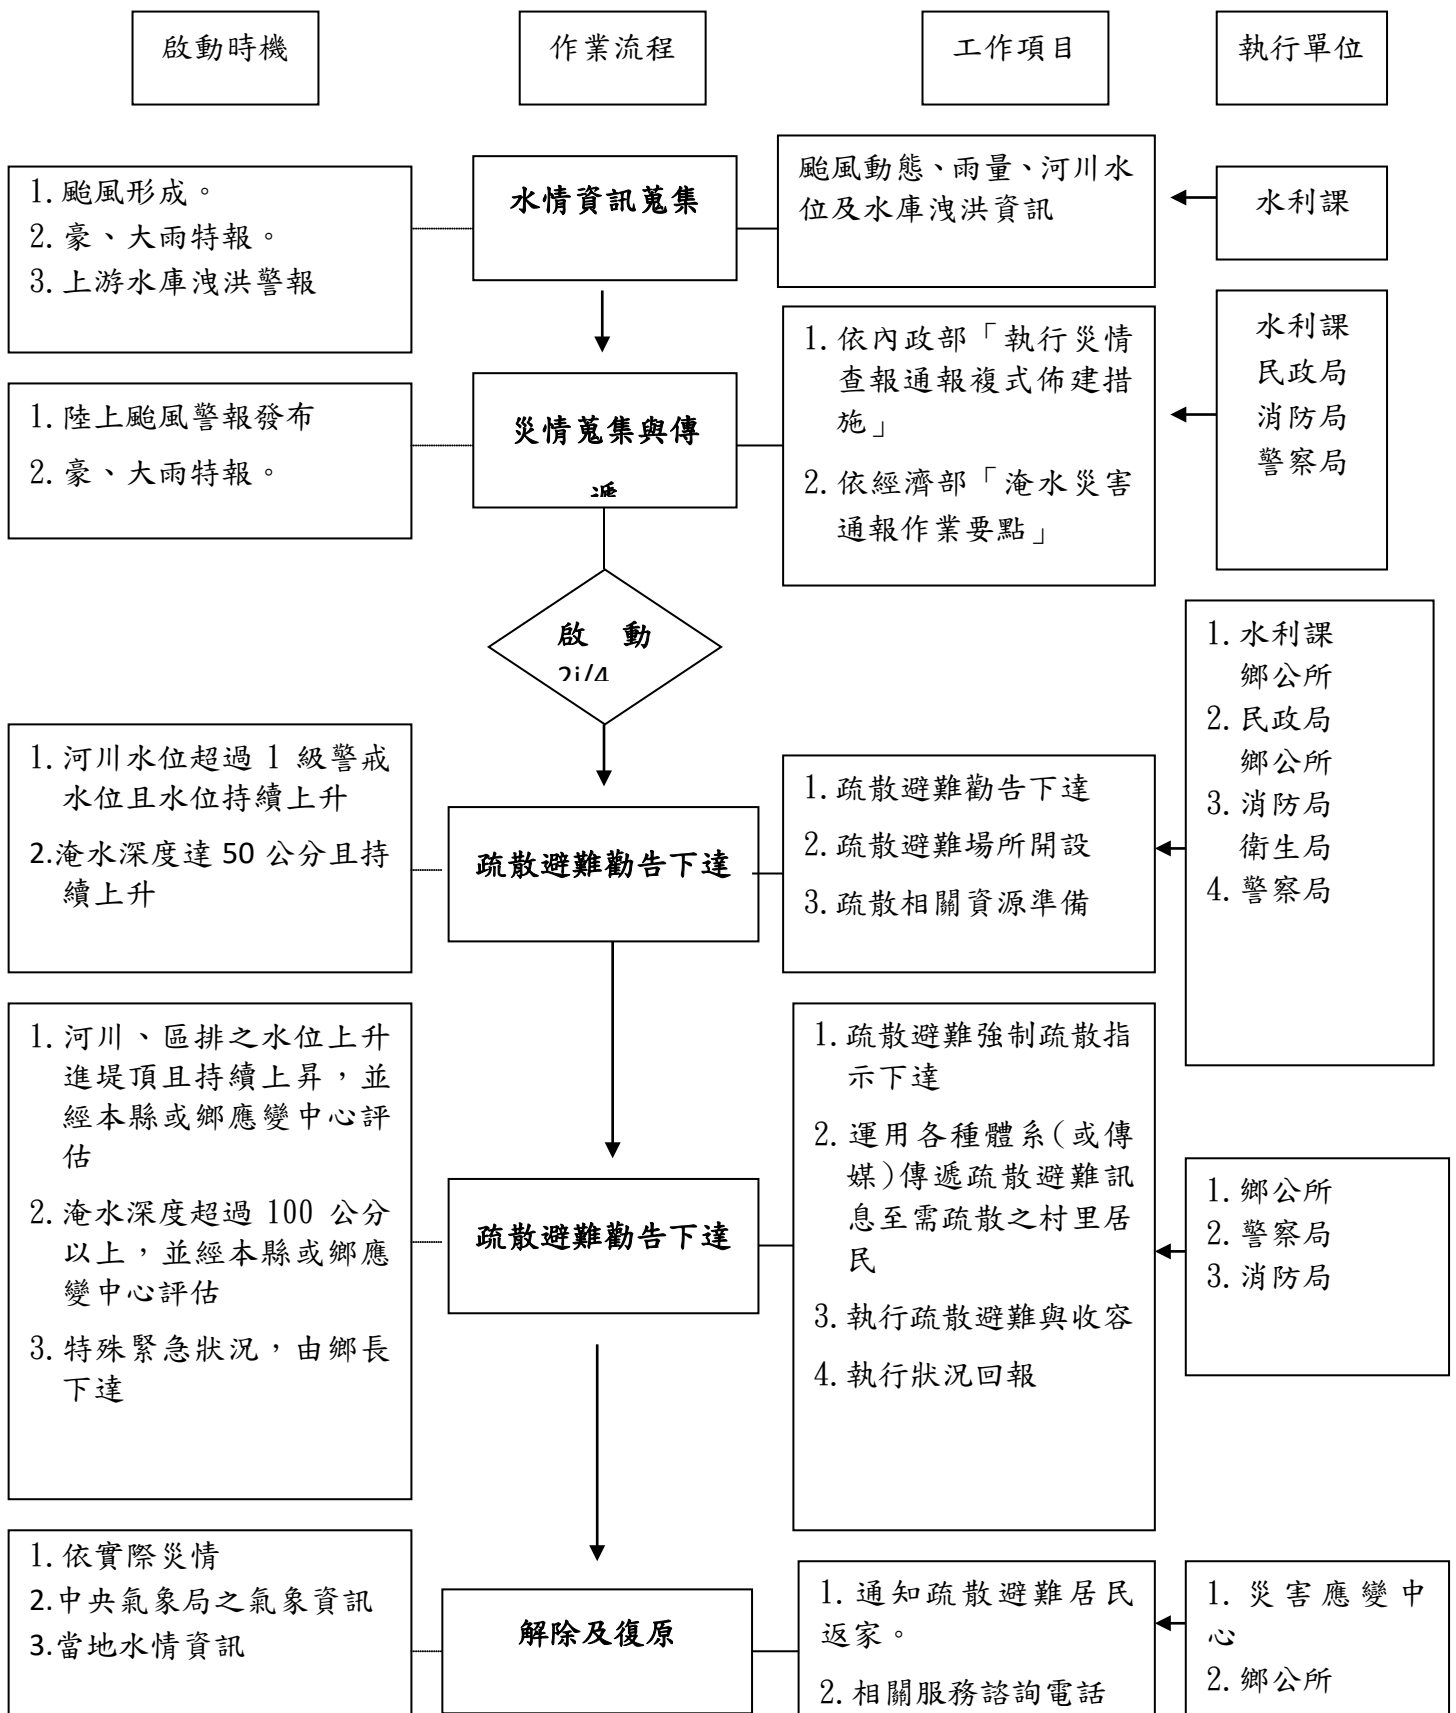 啟動時機
作業流程
工作項目
執行單位
1.颱風形成。
2.豪、大雨特報。
3.上游水庫洩洪警報
水情資訊蒐集
颱風動態、雨量、河川水
位及水庫洩洪資訊
水利課
1.陸上颱風警報發布
2.豪、大雨特報。
災情蒐集與傳
遞
1.依內政部「執行災情
查報通報複式佈建措
施」
2.依經濟部「淹水災害
通報作業要點」
水利課
民政局
消防局
警察局
啟 動
1.河川水位超過 1 級警戒
水位且水位持續上升
2.淹水深度達 50 公分且持
續上升
疏散避難勸告下達
1.疏散避難勸告下達
2.疏散避難場所開設
3.疏散相關資源準備
1.水利課
鄉公所
2.民政局
鄉公所
3.消防局
衛生局
4.警察局
1.河川、區排之水位上升
進堤頂且持續上昇，並
經本縣或鄉應變中心評
估
2.淹水深度超過 100 公分
以上，並經本縣或鄉應
變中心評估
3.特殊緊急狀況，由鄉長
下達
疏散避難勸告下達
1.疏散避難強制疏散指
示下達
2.運用各種體系(或傳
媒)傳遞疏散避難訊
息至需疏散之村里居
民
3.執行疏散避難與收容
4.執行狀況回報
1.鄉公所
2.警察局
3.消防局
1.依實際災情
2.中央氣象局之氣象資訊
3.當地水情資訊
解除及復原
1.通知疏散避難居民
返家。
2.相關服務諮詢電話
1.災害應變中
心
2.鄉公所